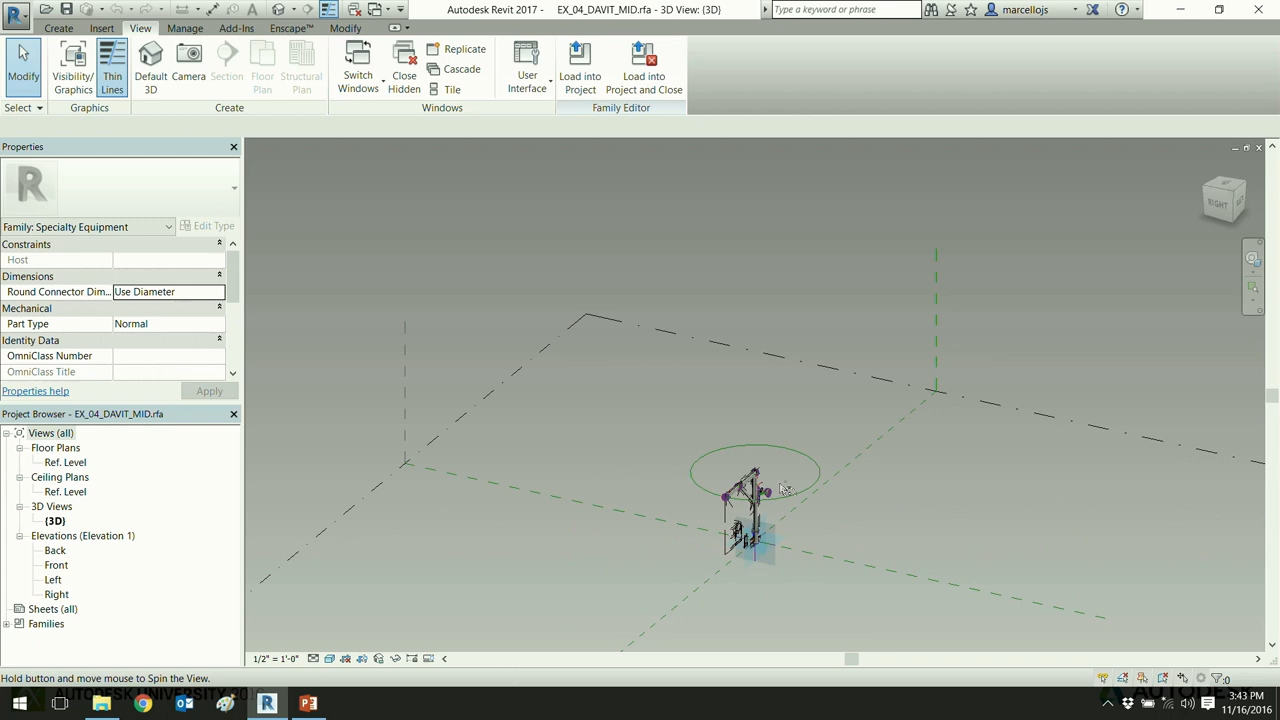 Autodesk Revit 2017 -    EX_04_DAVIT_MID.rfa - 3D View: {3D}
Type a keyword or phrase
marcellojs
Create Insert View Manage Add-Ins Enscape™ Modify
Modify
Visibility/ Graphics
Thin Lines
Default 3D
Camera
Section
Floor Plan
Structural Plan
Switch Windows
Close Hidden
Replicate
Cascade
Tile
User Interface
Load into Project
Load into Project and Close
Select Graphics Create Windows Family Editor
Properties
R
Family: Specialty Equipment
Edit Type
Constraints
Host
Dimensions
Round Connector Dim... Use Diameter
Mechanical
Part Type Normal
Identity Data
OmniClass Number
OmniClass Title
Properties help
Apply
Project Browser - EX_04_DAVIT_MID.rfa
Views (all)
Floor Plans
Ref. Level
Ceiling Plans
Ref. Level
3D Views
{3D}
Elevations (Elevation 1)
Back
Front
Left
Right
Sheets (all)
Families
RIGHT
1/2" = 1'-0"
Hold button and move mouse to Spin the View.
:0
AUTODESK UNIVERSITY
3:43 PM
11/16/2016